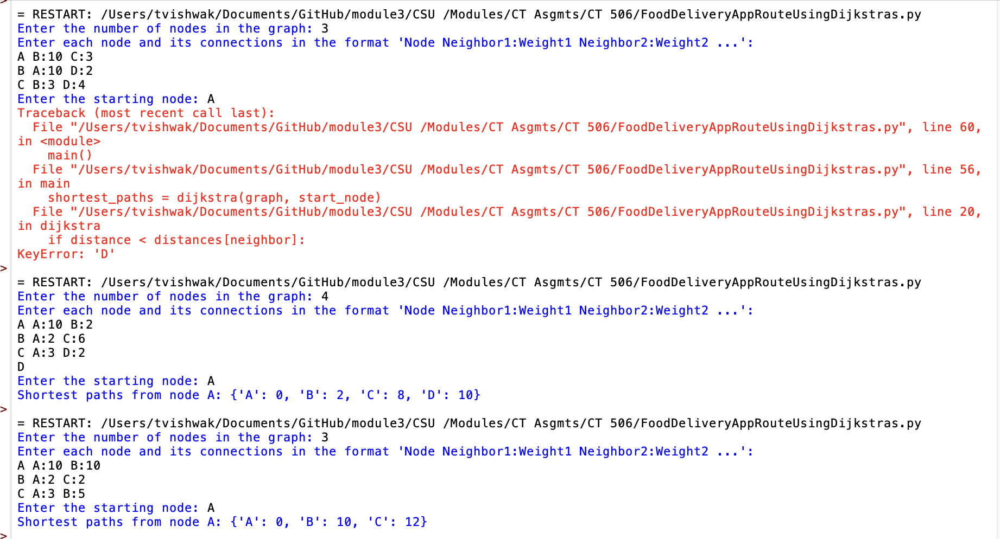 >
= RESTART: /Users/tvishwak/Documents/GitHub/module3/CSU /Modules/CT Asgmts/CT 506/FoodDeliveryAppRouteUsingDijkstras.py
Enter the number of nodes in the graph: 3
Enter each node and its connections in the format 'Node Neighbor1:Weight1 Neighbor2:Weight2 ...':
A B:10 C:3
B A:10 D:2
C B:3 D:4
Enter the starting node: A
Traceback (most recent call last):
  File "/Users/tvishwak/Documents/GitHub/module3/CSU /Modules/CT Asgmts/CT 506/FoodDeliveryAppRouteUsingDijkstras.py", line 60,
in <module>
    main()
  File "/Users/tvishwak/Documents/GitHub/module3/CSU /Modules/CT Asgmts/CT 506/FoodDeliveryAppRouteUsingDijkstras.py", line 56,
in main
    shortest_paths = dijkstra(graph, start_node)
  File "/Users/tvishwak/Documents/GitHub/module3/CSU /Modules/CT Asgmts/CT 506/FoodDeliveryAppRouteUsingDijkstras.py", line 20,
in dijkstra
    if distance < distances[neighbor]:
KeyError: 'D'
>
= RESTART: /Users/tvishwak/Documents/GitHub/module3/CSU /Modules/CT Asgmts/CT 506/FoodDeliveryAppRouteUsingDijkstras.py
Enter the number of nodes in the graph: 4
Enter each node and its connections in the format 'Node Neighbor1:Weight1 Neighbor2:Weight2 ...':
A A:10 B:2
B A:2 C:6
C A:3 D:2
D
Enter the starting node: A
Shortest paths from node A: {'A': 0, 'B': 2, 'C': 8, 'D': 10}
>
= RESTART: /Users/tvishwak/Documents/GitHub/module3/CSU /Modules/CT Asgmts/CT 506/FoodDeliveryAppRouteUsingDijkstras.py
Enter the number of nodes in the graph: 3
Enter each node and its connections in the format 'Node Neighbor1:Weight1 Neighbor2:Weight2 ...':
A A:10 B:10
B A:2 C:2
C A:3 B:5
Enter the starting node: A
Shortest paths from node A: {'A': 0, 'B': 10, 'C': 12}
>